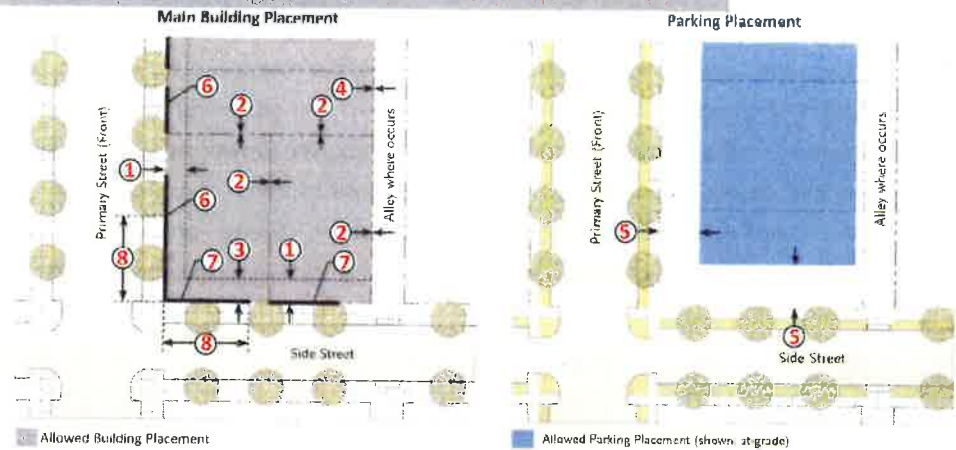 Main Building Placement
6
4
2
2
Primary Street (Front)
1
2
Alley where occurs
6
2
8
7
3
1
7
8
Side Street
Allowed Building Placement
Parking Placement
Primary Street (Front)
Alley where occurs
5
5
Side Street
Allowed Parking Placement (shown at-grade)